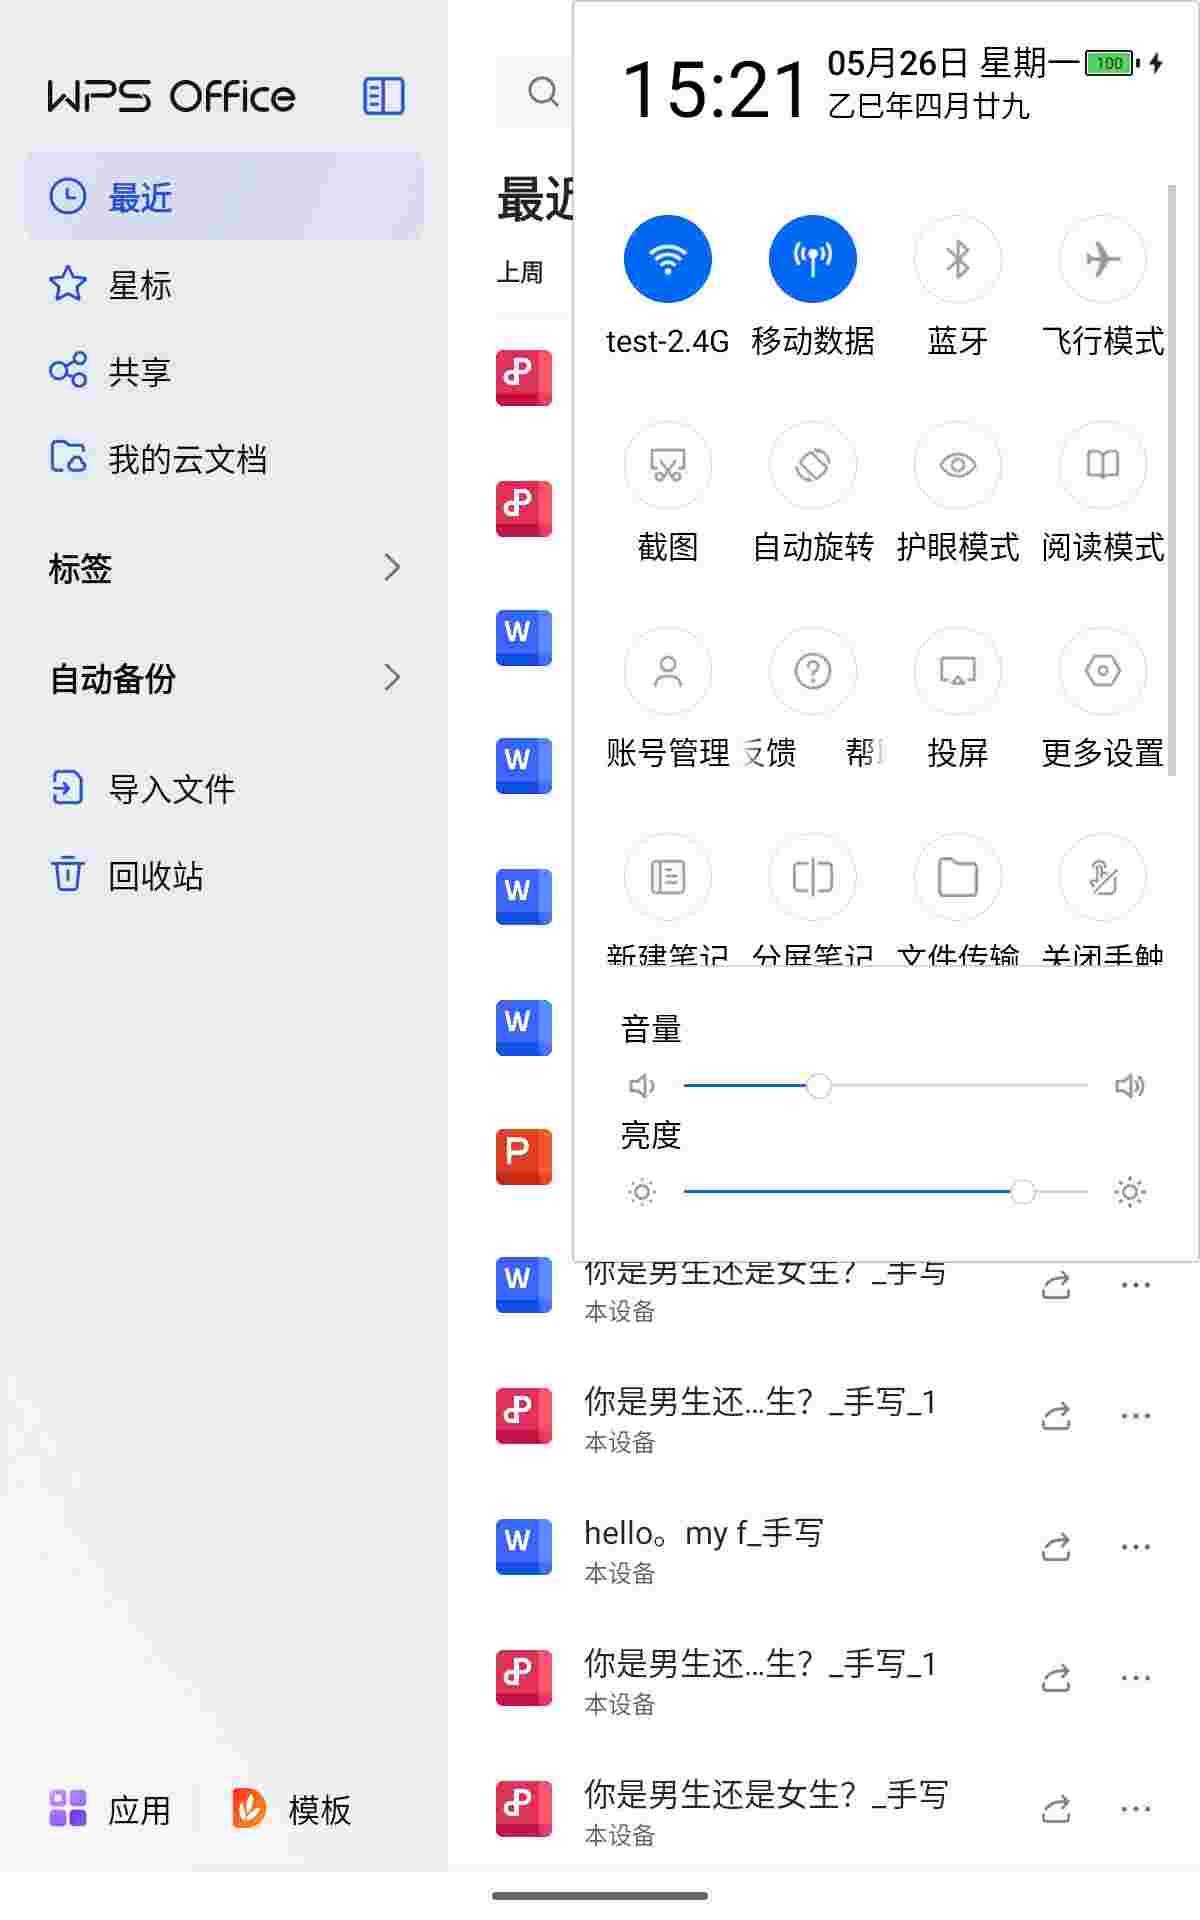 WPS Office
最近
星标
共享
我的云文档
标签
自动备份
导入文件
回收站
应用
模板
最近
上周
15:21
05月26日 星期一
100
乙巳年四月廿九
test-2.4G
移动数据
蓝牙
飞行模式
截图
自动旋转
护眼模式
阅读模式
账号管理
反馈 帮
投屏
更多设置
新建笔记
分屏笔记
文件传输
关闭手触
音量
亮度
你是男生还是女生？_手写
本设备
你是男生还...生？_手写_1
本设备
hello。my f_手写
本设备
你是男生还...生？_手写_1
本设备
你是男生还是女生？_手写
本设备